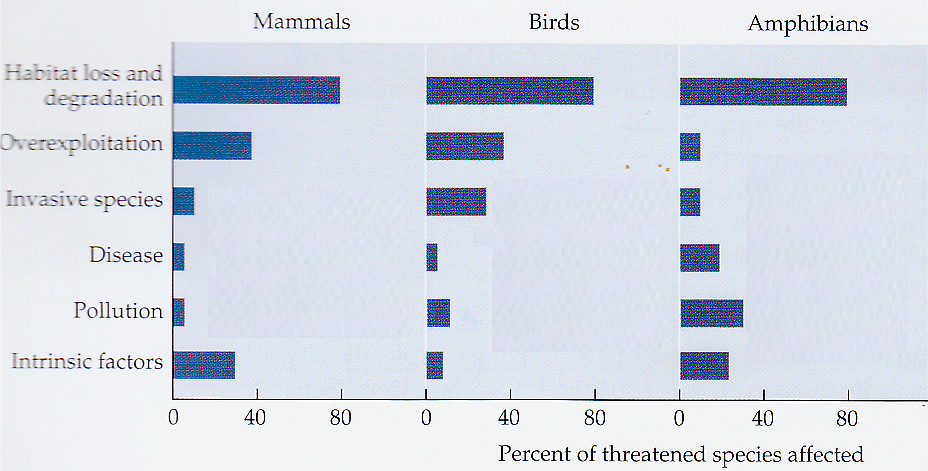 Mammals Birds Amphibians
Habitat loss and
degradation
Overexploitation
Invasive species
Disease
Pollution
Intrinsic factors
0 40 80 0 40 80 0 40 80
Percent of threatened species affected